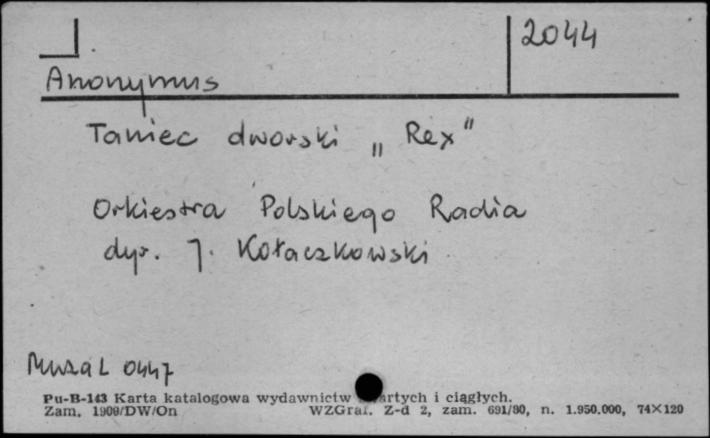 2044
Anonymus
Taniec dworski „Rex"
Orkiestra Polskiego Radia
dyr. J. Kołaczkowski
Muza L 0447
Pu-B-143 Karta katalogowa wydawnictw i ciągłych.
Zam. 1909/DW/On WZGraf. Z-d 2, zam. 691/80, n. 1.950.000, 74×120